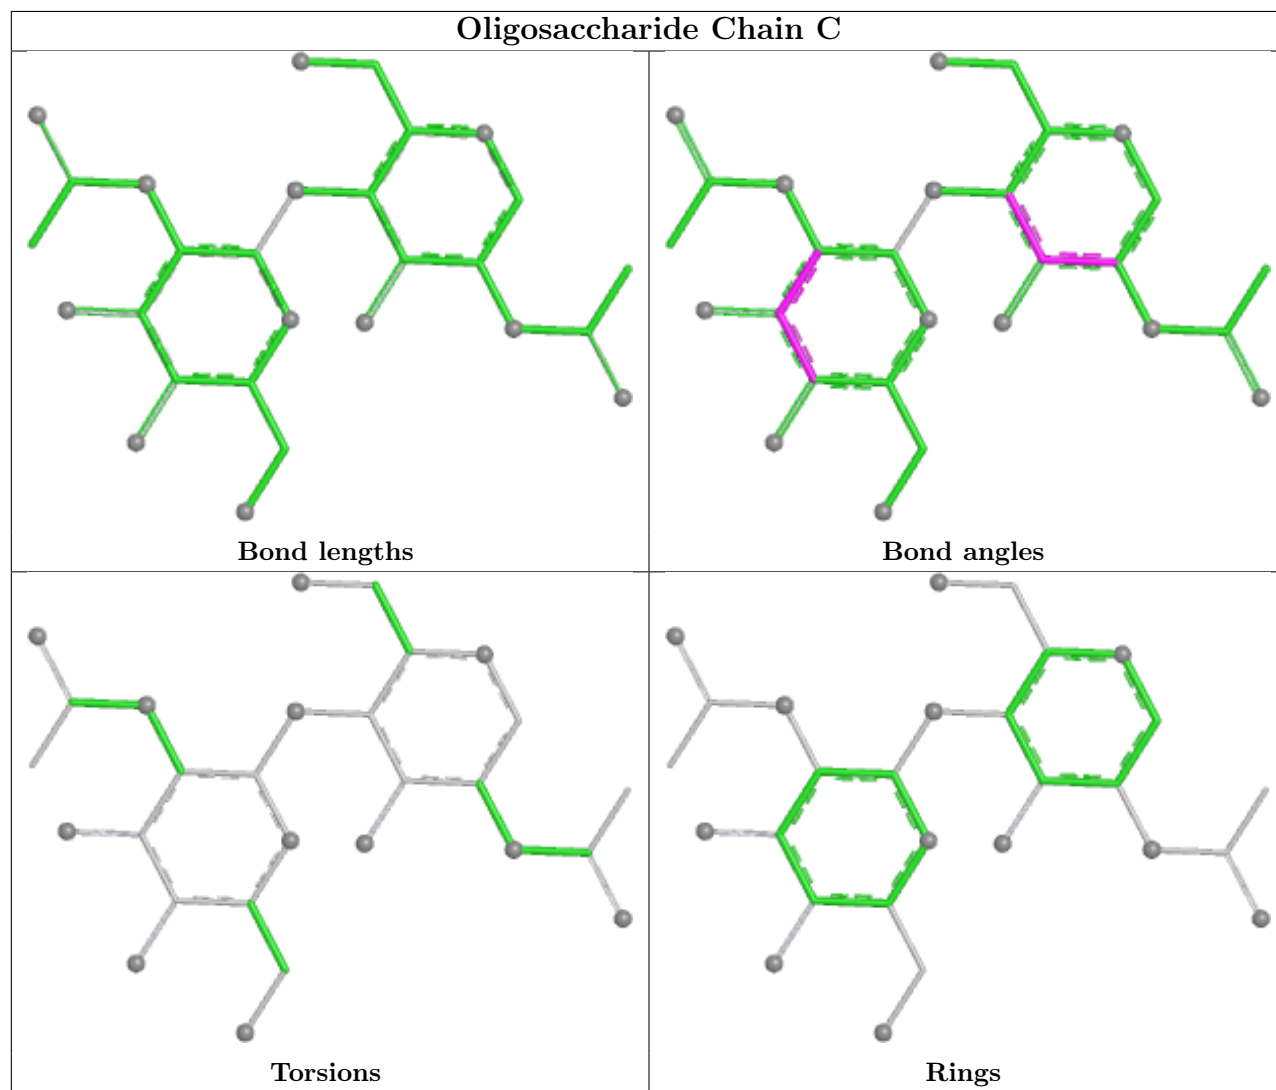 Oligosaccharide Chain C
Bond lengths
Bond angles
Torsions
Rings